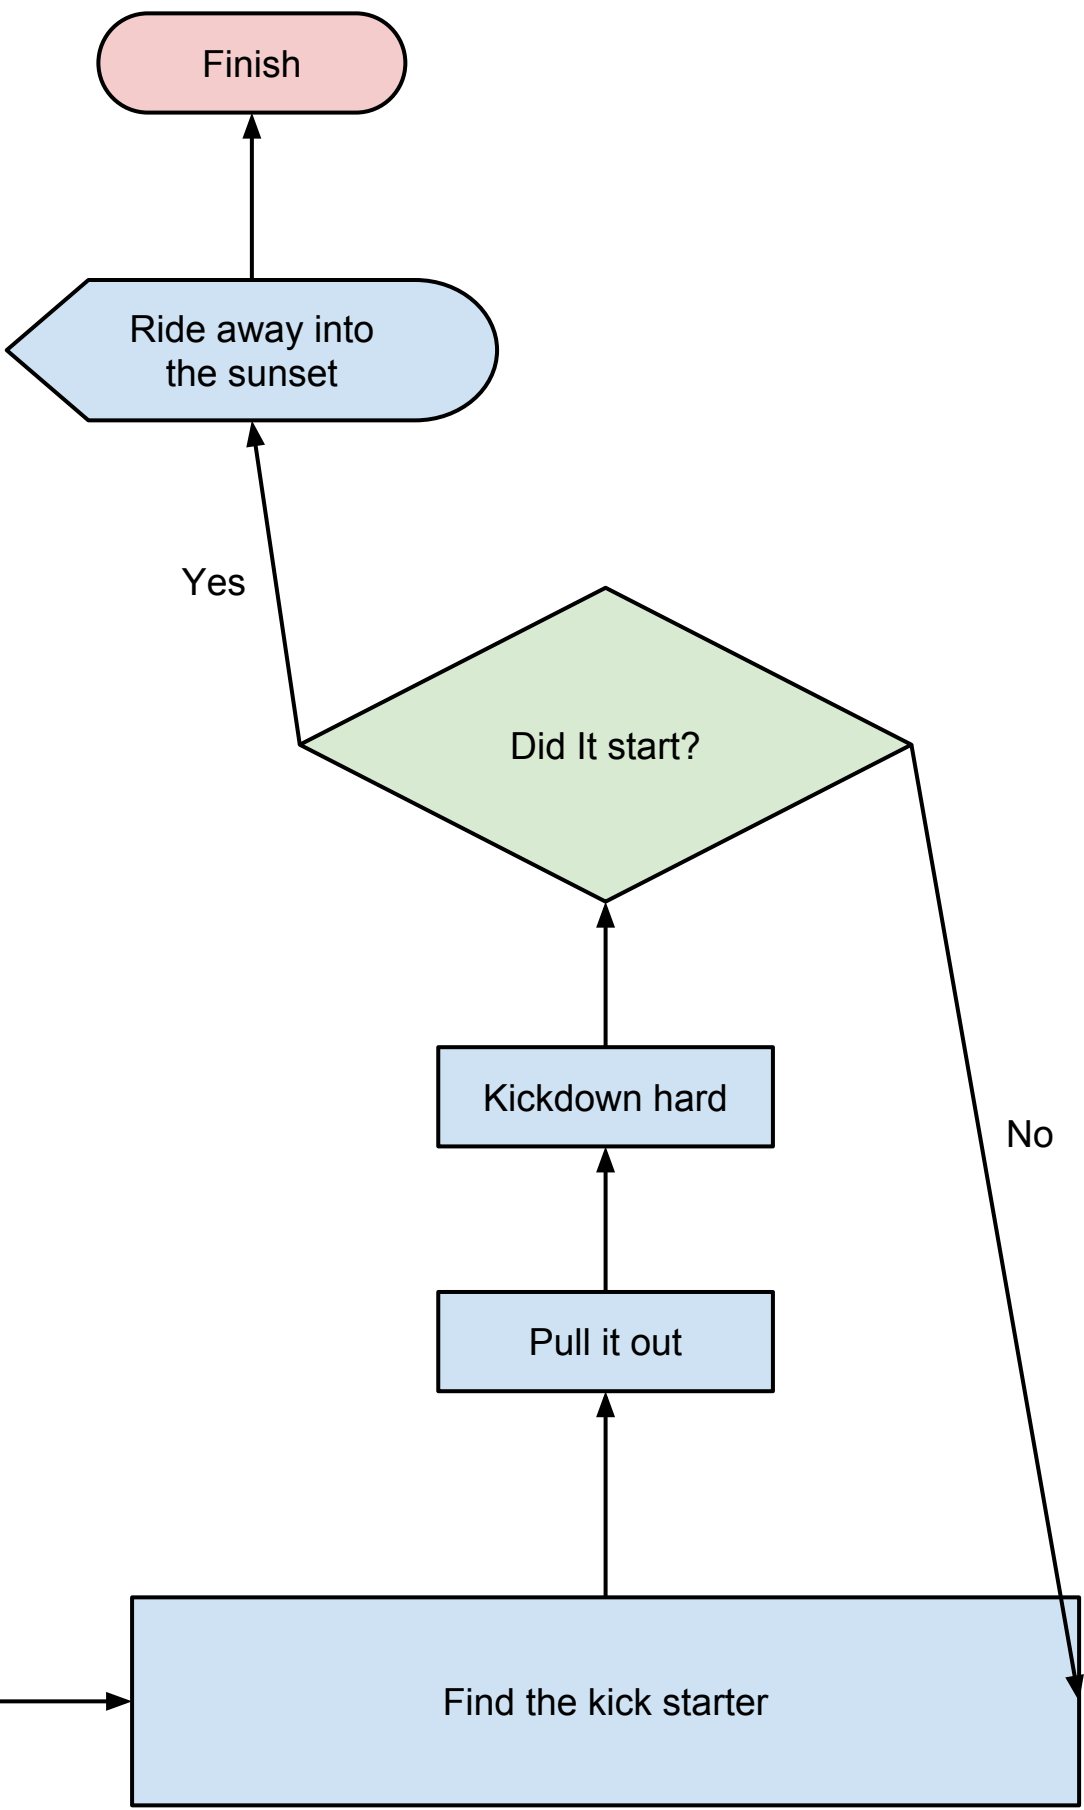 Finish
Ride away into
the sunset
Yes
Did It start?
Kickdown hard
No
Pull it out
Find the kick starter